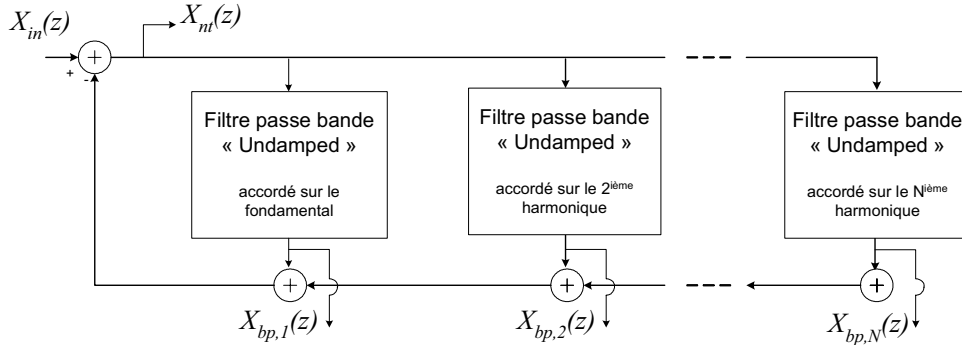 X_in(z)
X_nt(z)
+
+
-
Filtre passe bande
« Undamped »
accordé sur le
fondamental
Filtre passe bande
« Undamped »
accordé sur le 2ième
harmonique
Filtre passe bande
« Undamped »
accordé sur le Nième
harmonique
+
+
+
X_bp,1(z)
X_bp,2(z)
X_bp,N(z)